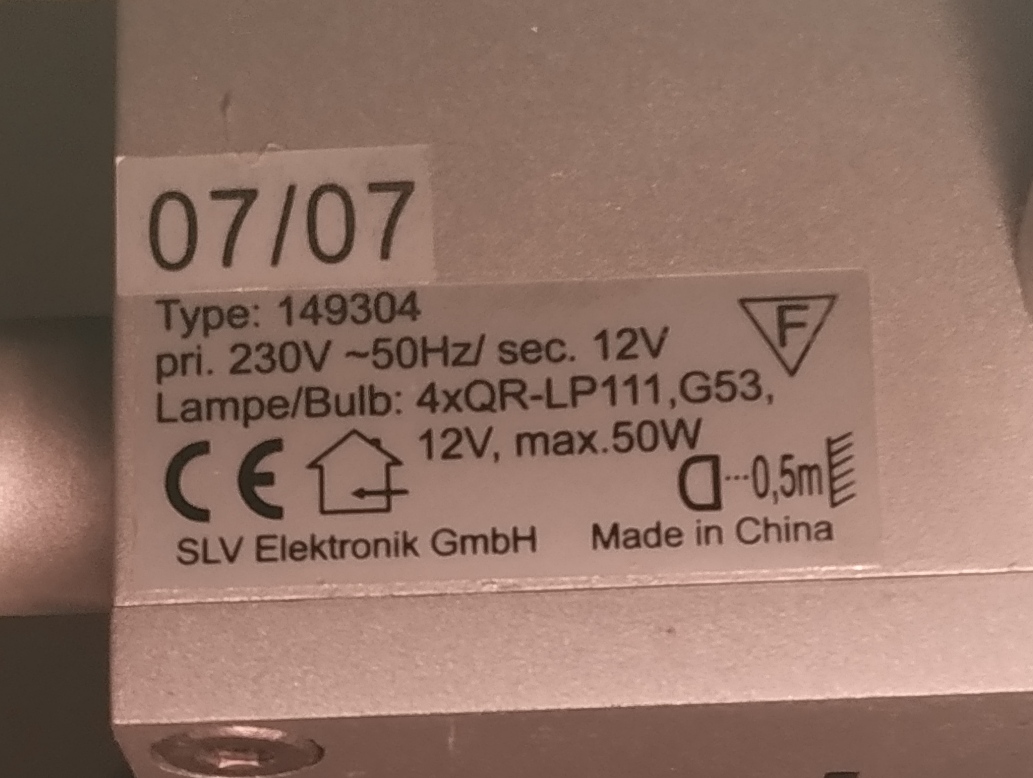 07/07
Type: 149304
pri. 230V ~50Hz/ sec. 12V
F
Lampe/Bulb: 4xQR-LP111,G53,
12V, max.50W
CE
0,5m
SLV Elektronik GmbH
Made in China